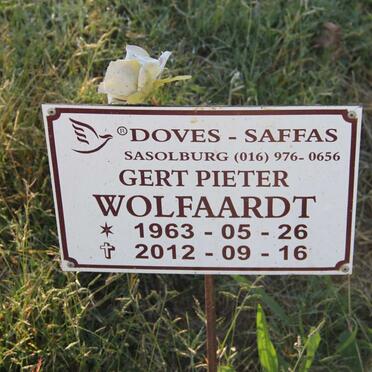 ® DOVES - SAFFAS
SASOLBURG (016) 976- 0656
GERT PIETER
WOLFAARDT
✶ 1963 - 05 - 26
✝ 2012 - 09 - 16